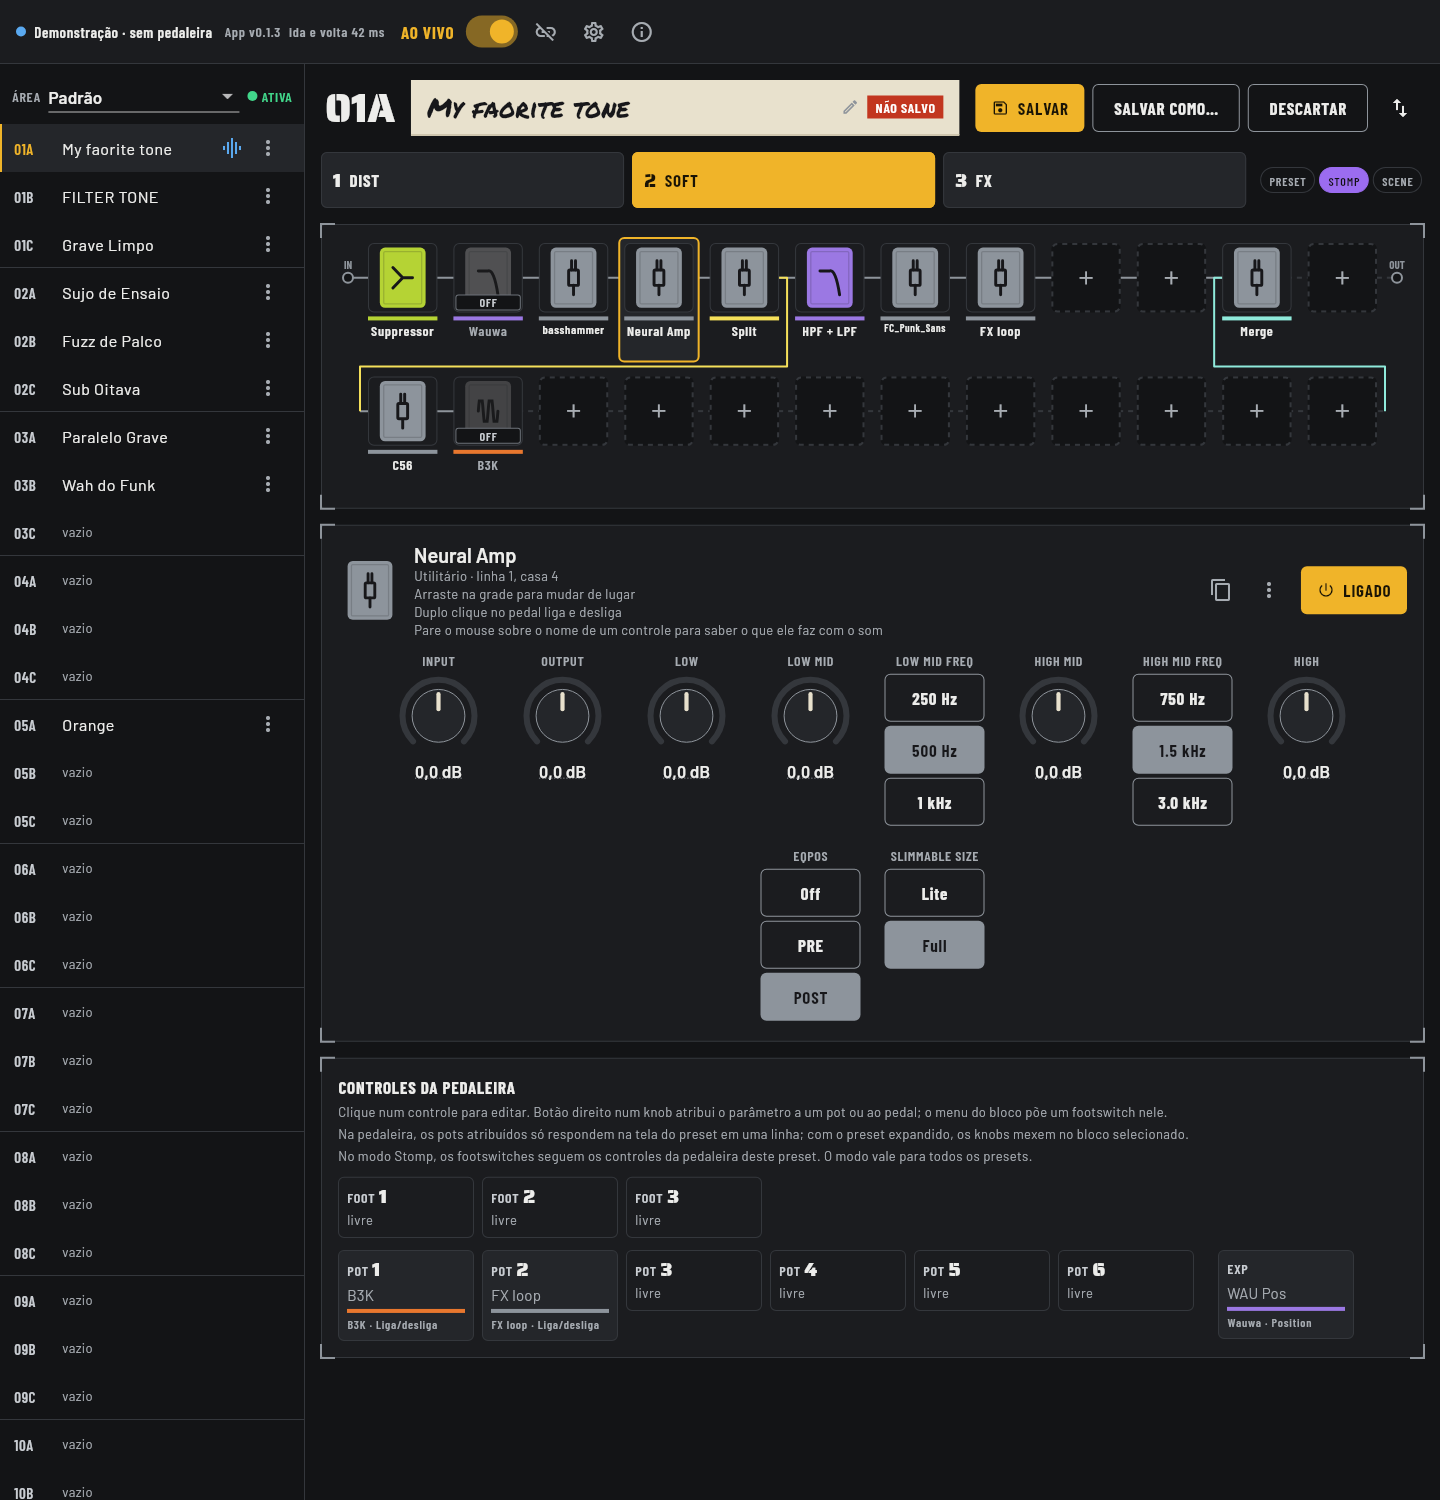 Demonstração · sem pedaleira App v0.1.3 Ida e volta 42 ms AO VIVO
ÁREA Padrão ATIVA
01A My faorite tone
01B FILTER TONE
01C Grave Limpo
02A Sujo de Ensaio
02B Fuzz de Palco
02C Sub Oitava
03A Paralelo Grave
03B Wah do Funk
03C vazio
04A vazio
04B vazio
04C vazio
05A Orange
05B vazio
05C vazio
06A vazio
06B vazio
06C vazio
07A vazio
07B vazio
07C vazio
08A vazio
08B vazio
08C vazio
09A vazio
09B vazio
09C vazio
10A vazio
10B vazio
01A My faorite tone NÃO SALVO SALVAR SALVAR COMO... DESCARTAR
1 DIST 2 SOFT 3 FX PRESET STOMP SCENE
IN OUT
OFF
Suppressor Wauwa basshammer Neural Amp Split HPF + LPF FC_Punk_Sans FX loop Merge
OFF
C56 B3K
Neural Amp
Utilitário · linha 1, casa 4
Arraste na grade para mudar de lugar
Duplo clique no pedal liga e desliga
Pare o mouse sobre o nome de um controle para saber o que ele faz com o som
LIGADO
INPUT OUTPUT LOW LOW MID LOW MID FREQ HIGH MID HIGH MID FREQ HIGH
250 Hz 750 Hz
500 Hz 1.5 kHz
0,0 dB 0,0 dB 0,0 dB 0,0 dB 0,0 dB 0,0 dB
1 kHz 3.0 kHz
EQPOS SLIMMABLE SIZE
Off Lite
PRE Full
POST
CONTROLES DA PEDALEIRA
Clique num controle para editar. Botão direito num knob atribui o parâmetro a um pot ou ao pedal; o menu do bloco põe um footswitch nele.
Na pedaleira, os pots atribuídos só respondem na tela do preset em uma linha; com o preset expandido, os knobs mexem no bloco selecionado.
No modo Stomp, os footswitches seguem os controles da pedaleira deste preset. O modo vale para todos os presets.
FOOT 1 FOOT 2 FOOT 3
livre livre livre
POT 1 POT 2 POT 3 POT 4 POT 5 POT 6 EXP
B3K FX loop livre livre livre livre WAU Pos
B3K · Liga/desliga FX loop · Liga/desliga Wauwa · Position